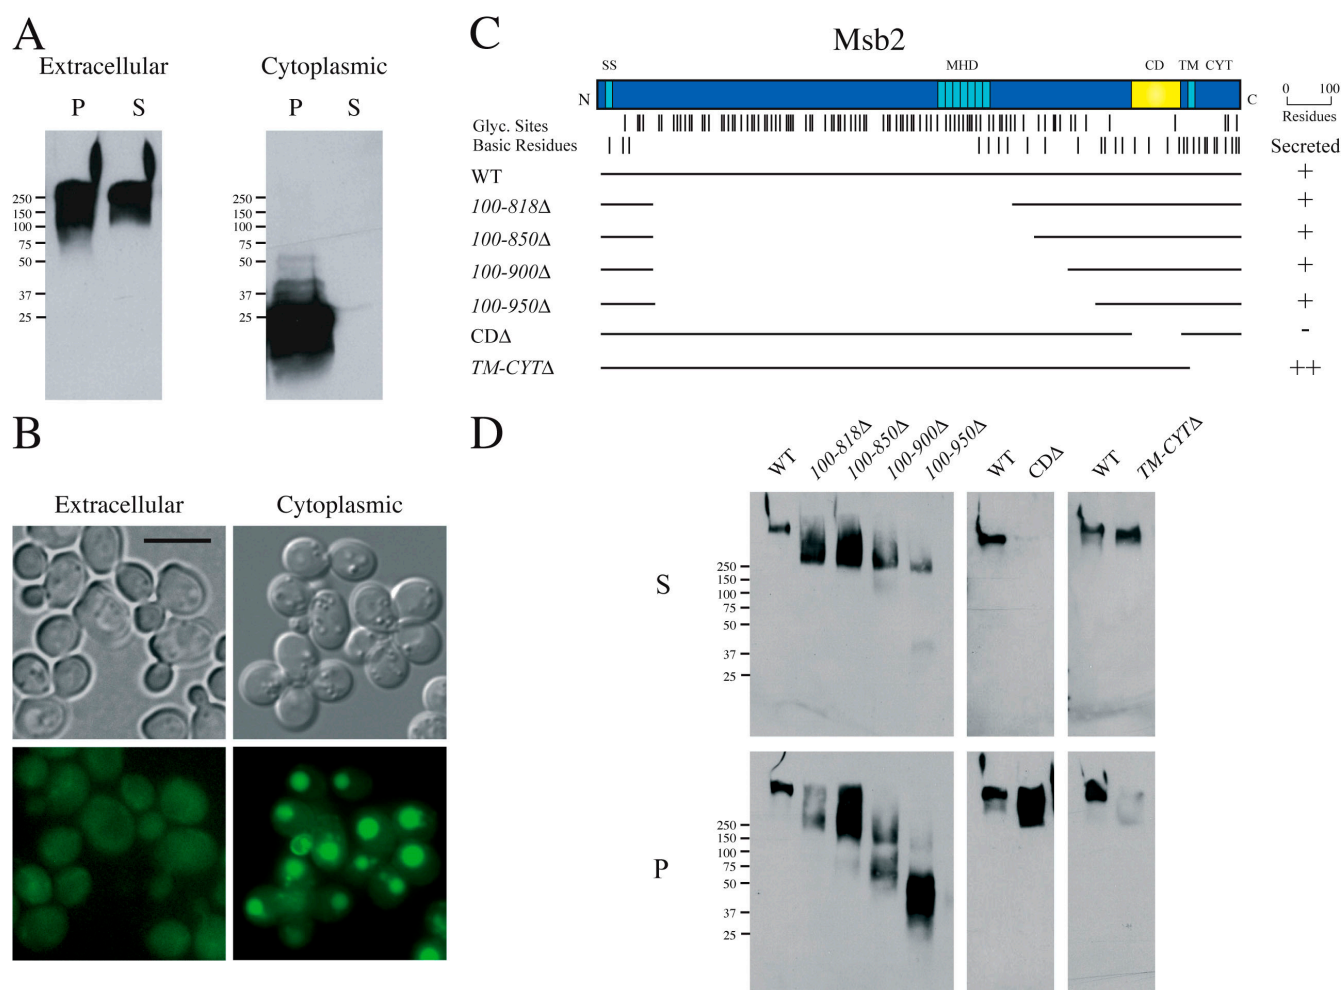 A
Extracellular
Cytoplasmic
P S
P S
250
150
100
75
50
37
25
250
150
100
75
50
37
25
B
Extracellular
Cytoplasmic
C
Msb2
SS MHD CD TM CYT
N C
0 100
Residues
Glyc. Sites
Basic Residues
Secreted
WT +
100-818Δ +
100-850Δ +
100-900Δ +
100-950Δ +
CDΔ -
TM-CYTΔ ++
D
WT 100-818Δ 100-850Δ 100-900Δ 100-950Δ WT CDΔ WT TM-CYTΔ
S
250
150
100
75
50
37
25
P
250
150
100
75
50
37
25